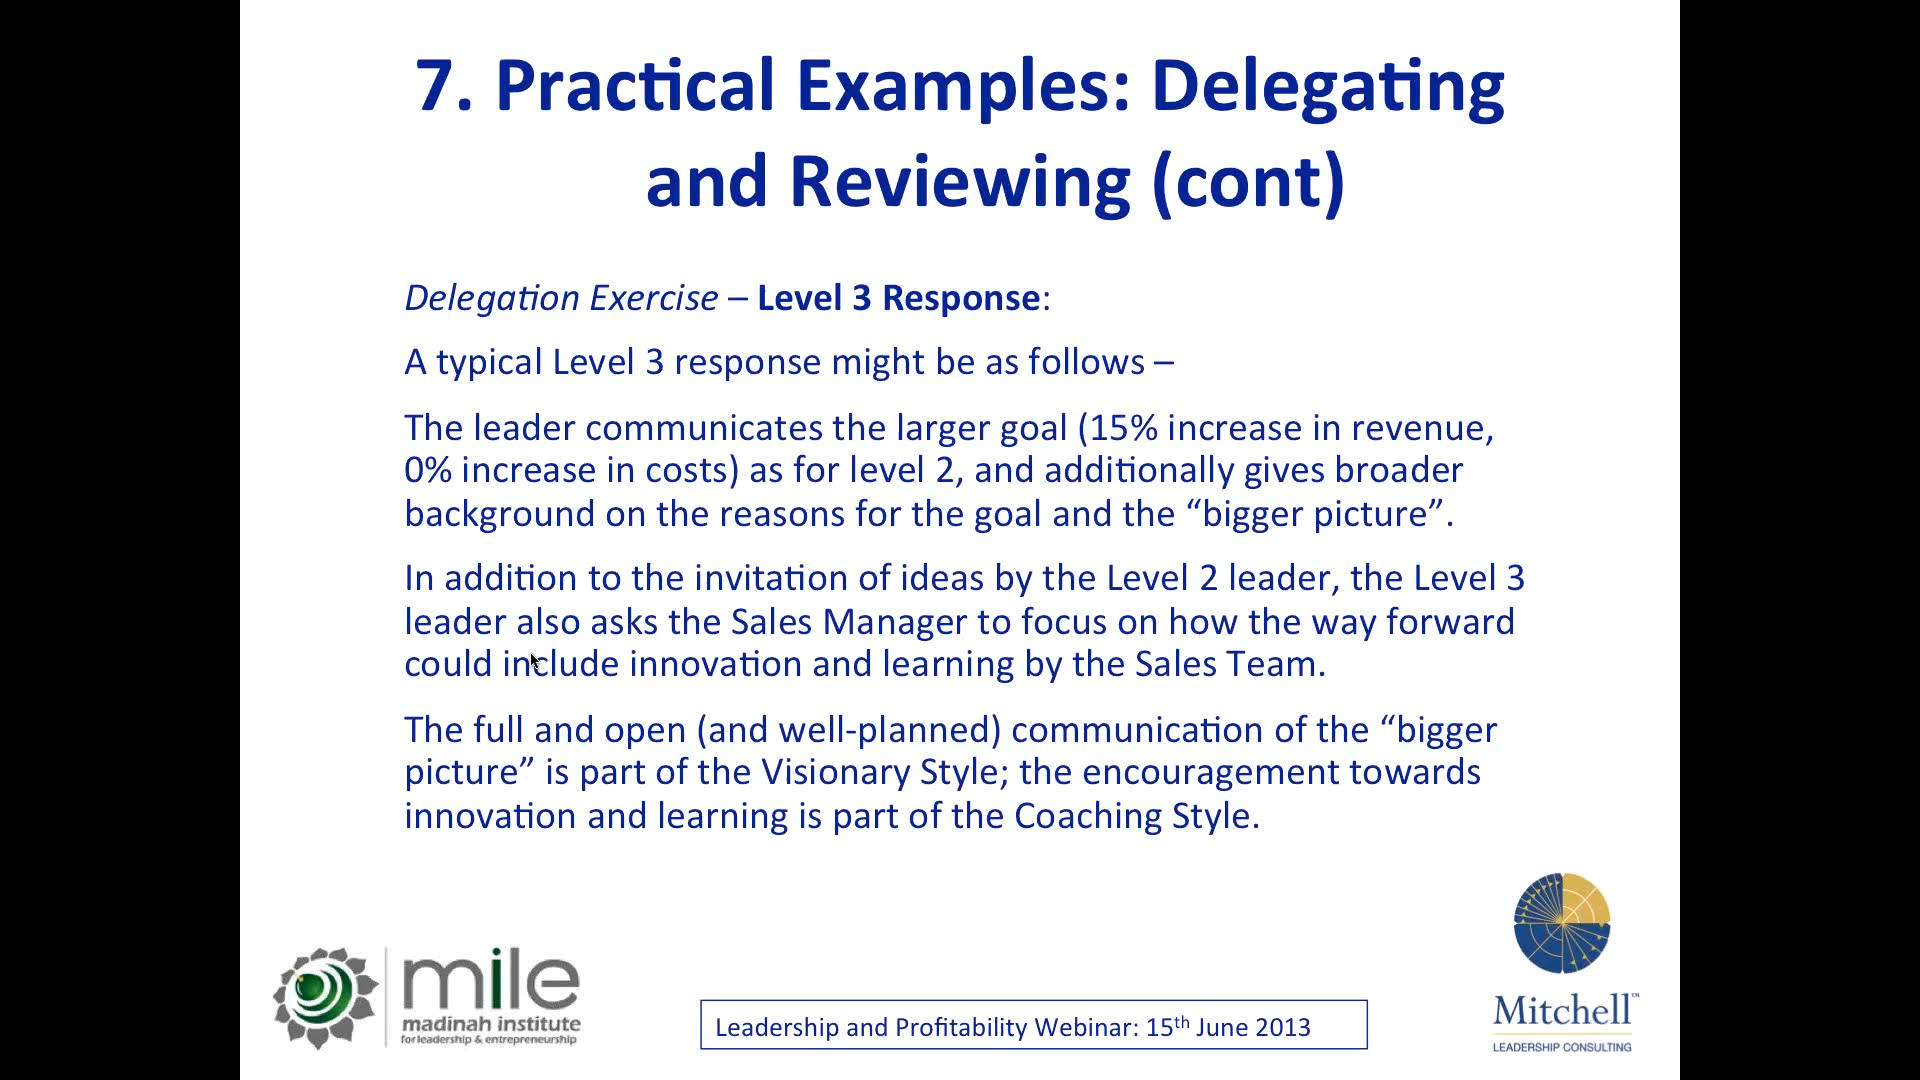 7. Practical Examples: Delegating
and Reviewing (cont)
Delegation Exercise – Level 3 Response:
A typical Level 3 response might be as follows –
The leader communicates the larger goal (15% increase in revenue,
0% increase in costs) as for level 2, and additionally gives broader
background on the reasons for the goal and the “bigger picture”.
In addition to the invitation of ideas by the Level 2 leader, the Level 3
leader also asks the Sales Manager to focus on how the way forward
could include innovation and learning by the Sales Team.
The full and open (and well-planned) communication of the “bigger
picture” is part of the Visionary Style; the encouragement towards
innovation and learning is part of the Coaching Style.
mile
madinah institute
for leadership & entrepreneurship
Leadership and Profitability Webinar: 15th June 2013
Mitchell™
LEADERSHIP CONSULTING